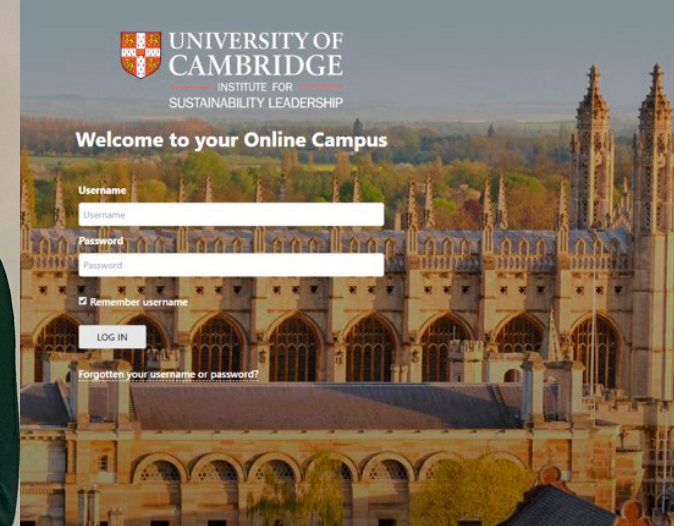 UNIVERSITY OF
CAMBRIDGE
INSTITUTE FOR
SUSTAINABILITY LEADERSHIP
Welcome to your Online Campus
Username
Username
Password
Password
Remember username
LOG IN
Forgotten your username or password?